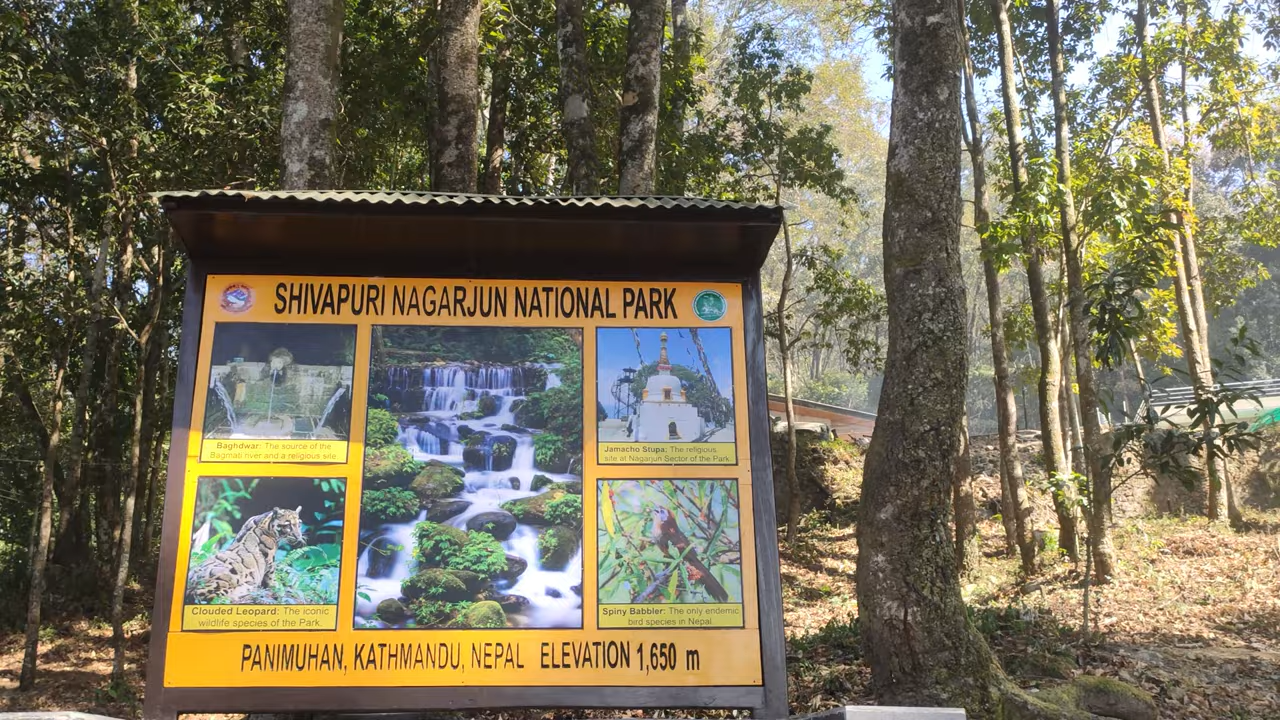 SHIVAPURI NAGARJUN NATIONAL PARK
Baghdwar: The source of the
Bagmati river and a religious site.
Jamacho Stupa: The religious
site at Nagarjun Sector of the Park.
Clouded Leopard: The iconic
wildlife species of the Park.
Spiny Babbler: The only endemic
bird species in Nepal.
PANIMUHAN, KATHMANDU, NEPAL ELEVATION 1,650 m